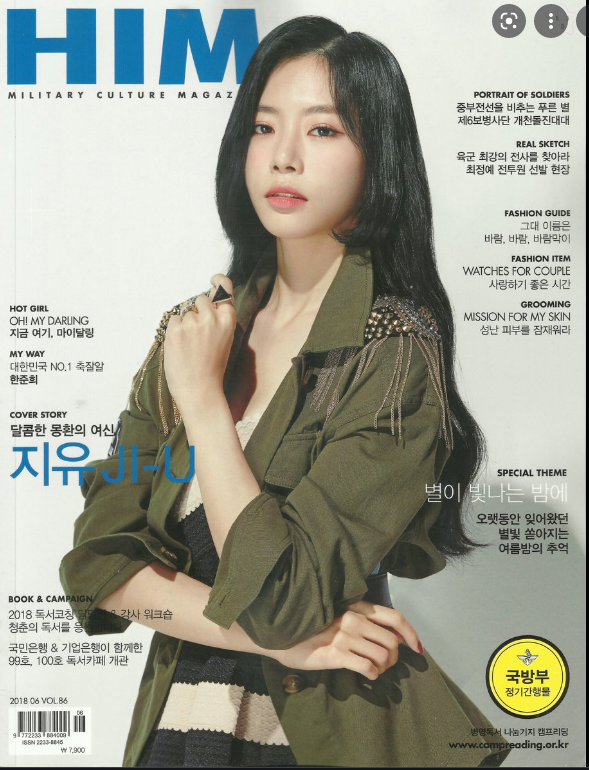 HIM
MILITARY CULTURE MAGAZ
PORTRAIT OF SOLDIERS
중부전선을 비추는 푸른 별
제6보병사단 개천돌진대대
REAL SKETCH
육군 최강의 전사를 찾아라
최정예 전투원 선발 현장
FASHION GUIDE
그대 이름은
바람, 바람, 바람막이
FASHION ITEM
WATCHES FOR COUPLE
사랑하기 좋은 시간
GROOMING
MISSION FOR MY SKIN
성난 피부를 잠재워라
HOT GIRL
OH! MY DARLING
지금 여기, 마이달링
MY WAY
대한민국 NO.1 축잘알
한준희
COVER STORY
달콤한 몽환의 여신
지유 JI-U
SPECIAL THEME
별이 빛나는 밤에
오랫동안 잊어왔던
별빛 쏟아지는
여름밤의 추억
BOOK & CAMPAIGN
2018 독서코칭 & 강사 워크숍
청춘의 독서를
국민은행 & 기업은행이 함께한
99호, 100호 독서카페 개관
2018 06 VOL.86
06
9 772233 884009
ISSN 2233-8845
₩ 7,900
국방부
정기간행물
병영독서 나눔기지 캠프리딩
www.campreading.or.kr